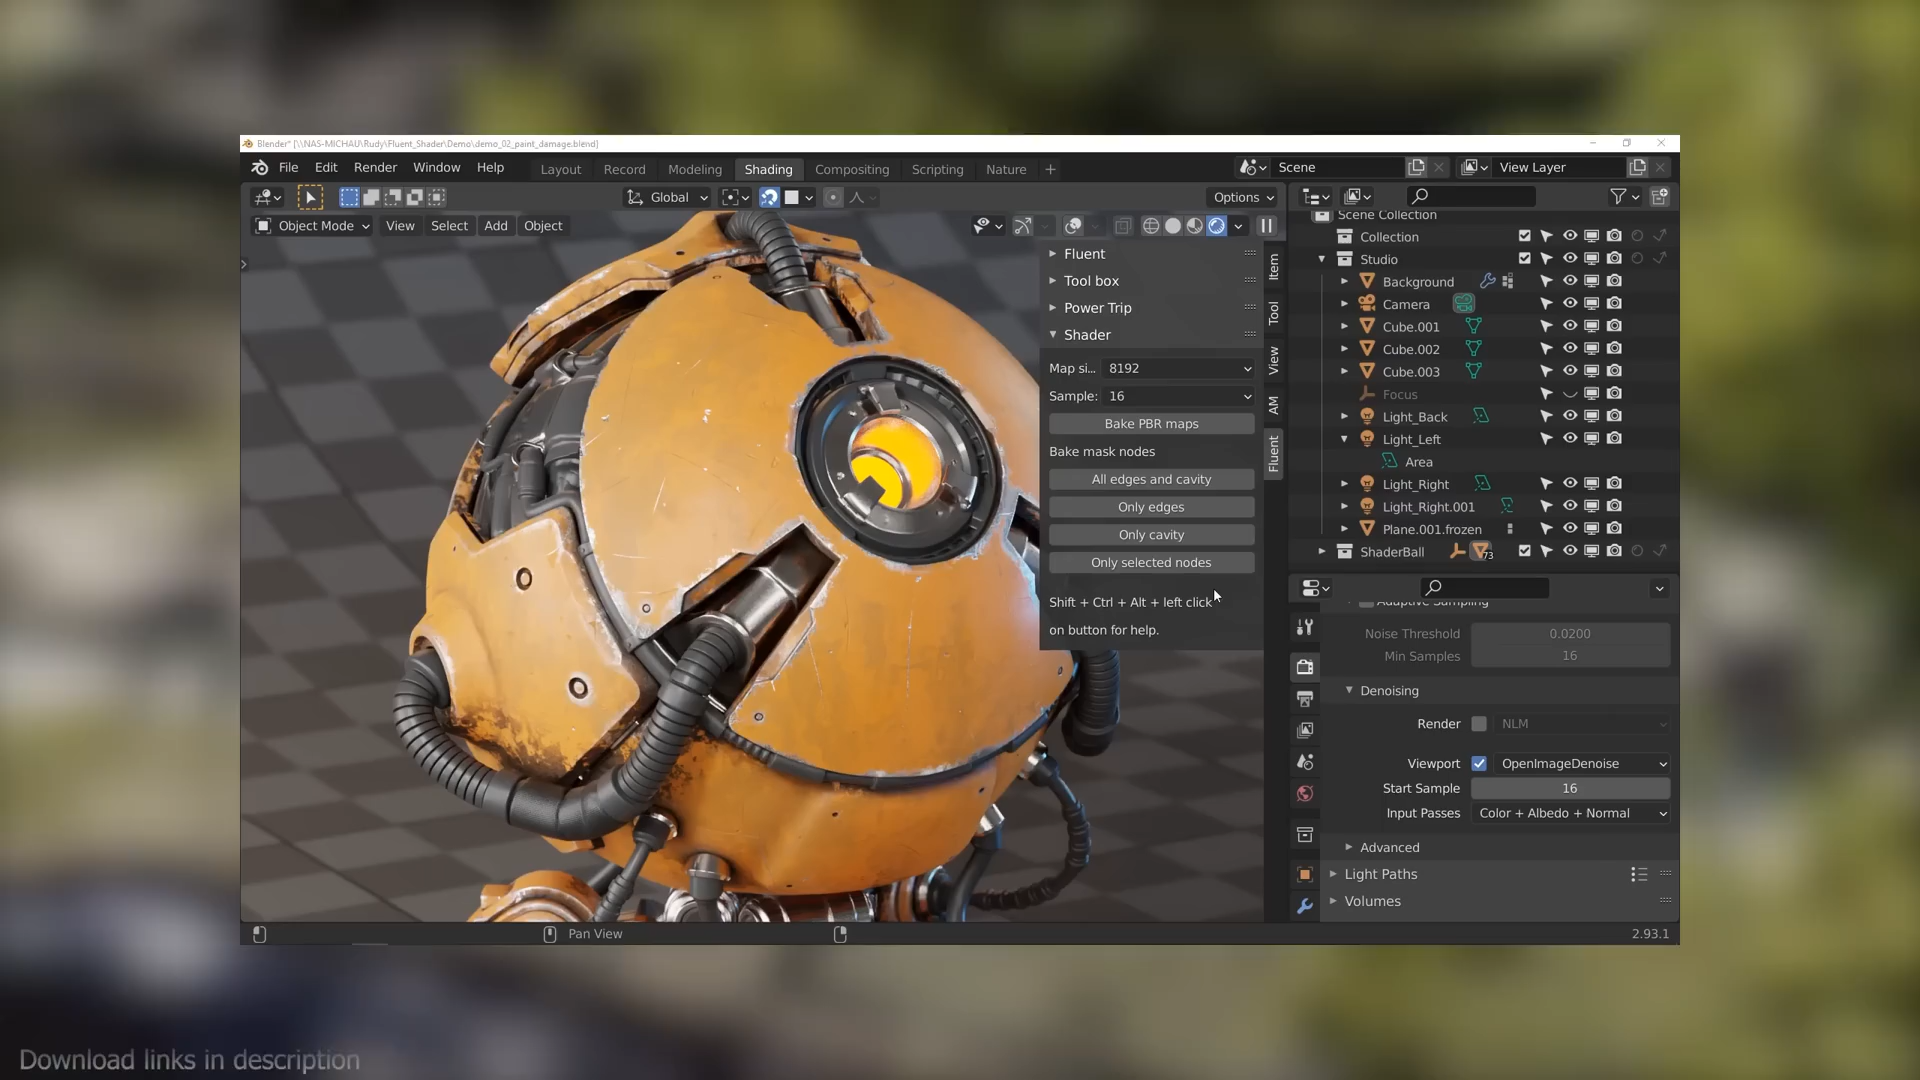 Blender* [\\NAS-MICHAU\Rudy\Fluent_Shader\Demo\demo_02_paint_damage.blend]
File Edit Render Window Help Layout Record Modeling Shading Compositing Scripting Nature + Scene View Layer
Global Options
Object Mode View Select Add Object
Fluent
Tool box
Power Trip
Shader
Map si... 8192
Sample: 16
Bake PBR maps
Bake mask nodes
All edges and cavity
Only edges
Only cavity
Only selected nodes
Shift + Ctrl + Alt + left click
on button for help.
Item
Tool
View
AM
Fluent
Scene Collection
Collection
Studio
Background
Camera
Cube.001
Cube.002
Cube.003
Focus
Light_Back
Light_Left
Area
Light_Right
Light_Right.001
Plane.001.frozen
ShaderBall 73
Adaptive Sampling
Noise Threshold 0.0200
Min Samples 16
Denoising
Render NLM
Viewport OpenImageDenoise
Start Sample 16
Input Passes Color + Albedo + Normal
Advanced
Light Paths
Volumes
Pan View
2.93.1
Download links in description